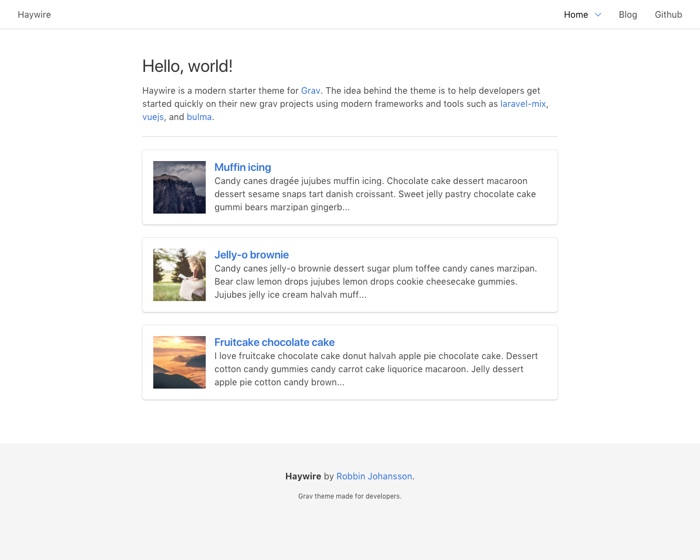 Haywire
Home
Blog
Github
Hello, world!
Haywire is a modern starter theme for Grav. The idea behind the theme is to help developers get
started quickly on their new grav projects using modern frameworks and tools such as laravel-mix,
vuejs, and bulma.
Muffin icing
Candy canes dragée jujubes muffin icing. Chocolate cake dessert macaroon
dessert sesame snaps tart danish croissant. Sweet jelly pastry chocolate cake
gummi bears marzipan gingerb...
Jelly-o brownie
Candy canes jelly-o brownie dessert sugar plum toffee candy canes marzipan.
Bear claw lemon drops jujubes lemon drops cookie cheesecake gummies.
Jujubes jelly ice cream halvah muff...
Fruitcake chocolate cake
I love fruitcake chocolate cake donut halvah apple pie chocolate cake. Dessert
cotton candy gummies candy carrot cake liquorice macaroon. Jelly dessert
apple pie cotton candy brown...
Haywire by Robbin Johansson.
Grav theme made for developers.